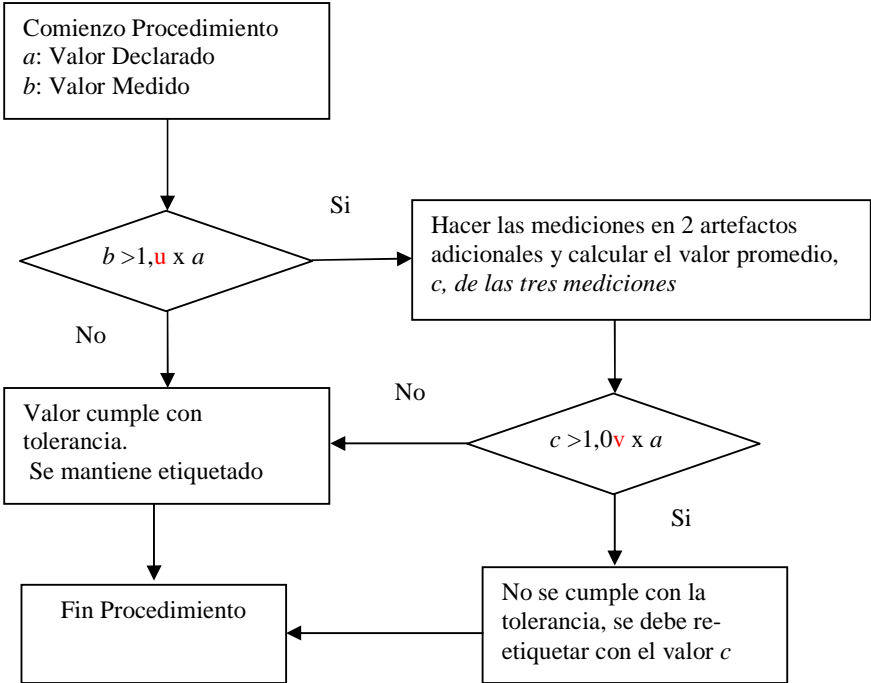 Comienzo Procedimiento
a: Valor Declarado
b: Valor Medido
Si
b >1,u x a
Hacer las mediciones en 2 artefactos
adicionales y calcular el valor promedio,
c, de las tres mediciones
No
No
Valor cumple con
tolerancia.
Se mantiene etiquetado
c >1,0v x a
Si
Fin Procedimiento
No se cumple con la
tolerancia, se debe re-
etiquetar con el valor c